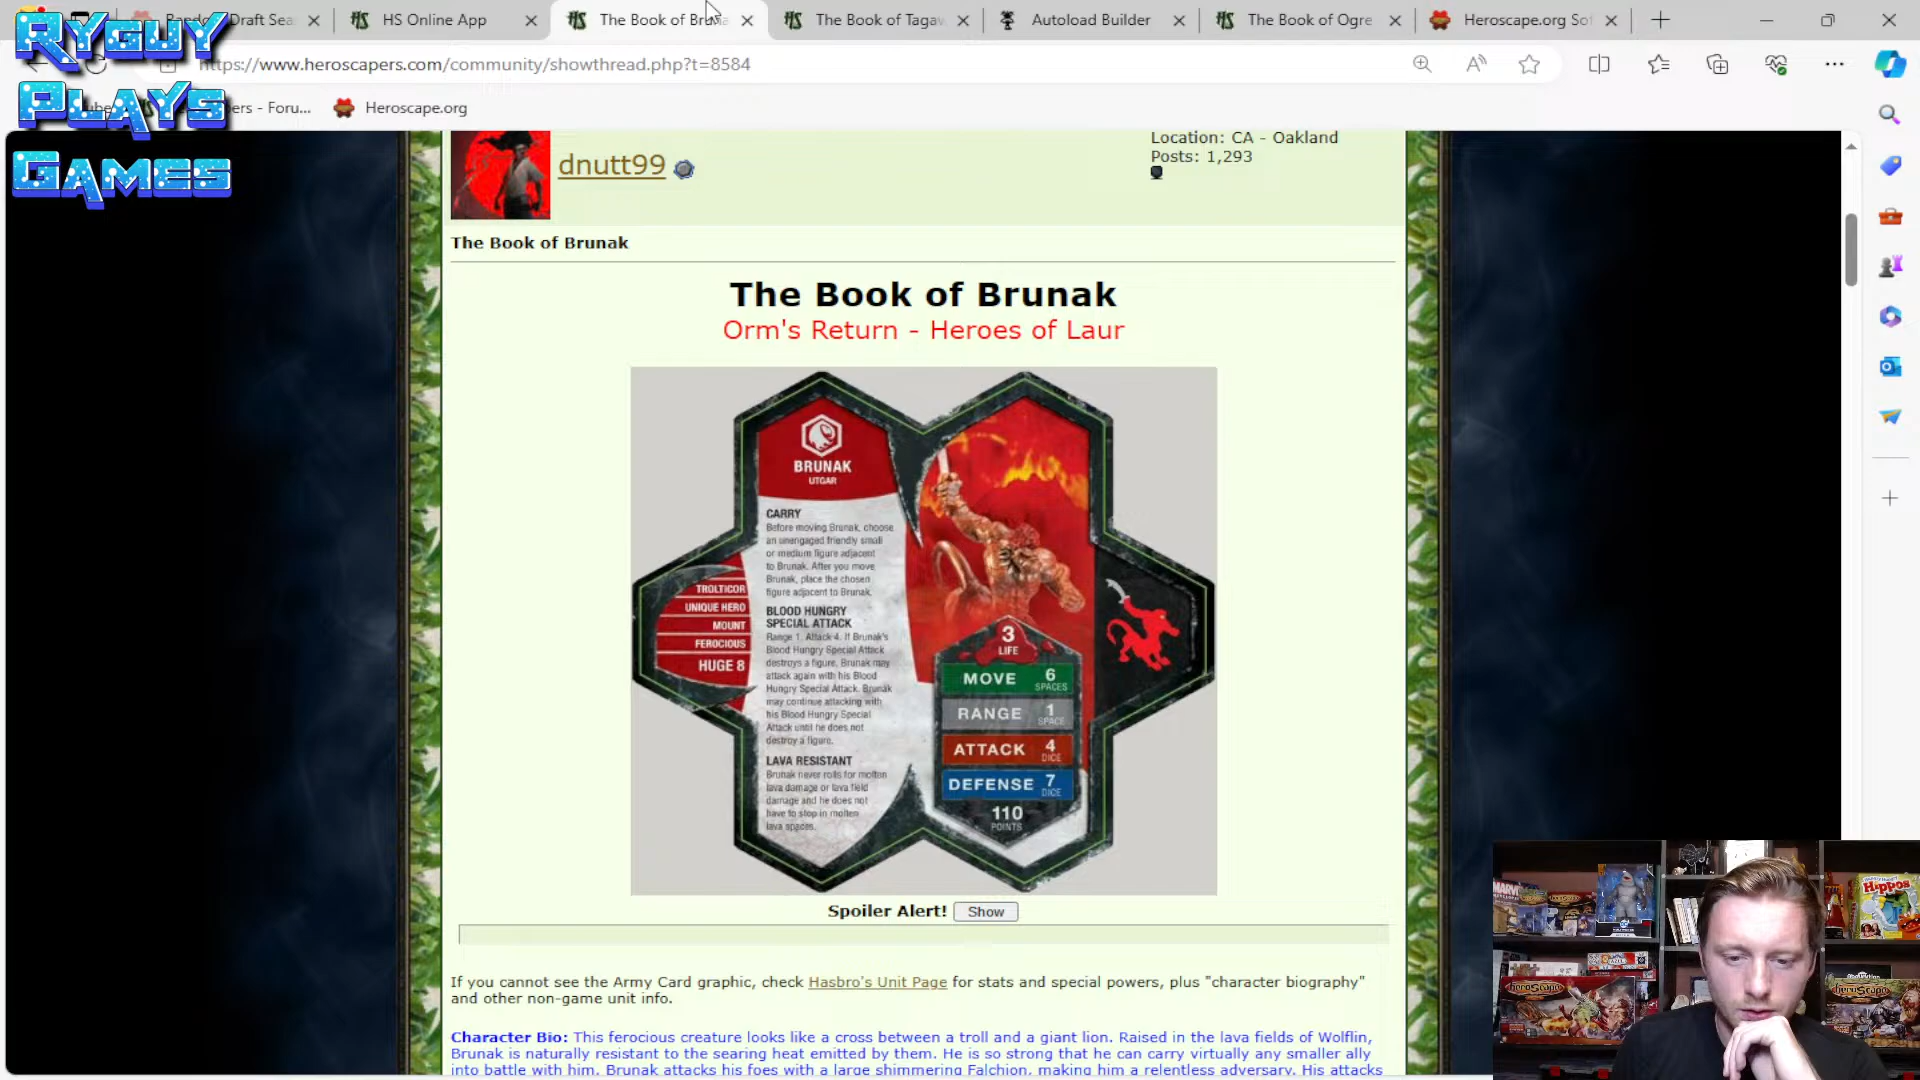 Draft Sea
HS Online App
The Book of Bruna
The Book of Tagaw
Autoload Builder
The Book of Ogre
Heroscape.org Sof
RyGuy
Plays
Games
https://www.heroscapers.com/community/showthread.php?t=8584
pers - Foru...
Heroscape.org
dnutt99
Location: CA - Oakland
Posts: 1,293
The Book of Brunak
The Book of Brunak
Orm's Return - Heroes of Laur
BRUNAK
UTGAR
CARRY
Before moving Brunak, choose
an unengaged friendly small
or medium figure adjacent
to Brunak. After you move
Brunak, place the chosen
figure adjacent to Brunak.
BLOOD HUNGRY
SPECIAL ATTACK
Range 1. Attack 4. If Brunak's
Blood Hungry Special Attack
destroys a figure, Brunak may
attack again with his Blood
Hungry Special Attack. Brunak
may continue attacking with
his Blood Hungry Special
Attack until he does not
destroy a figure.
LAVA RESISTANT
Brunak never rolls for molten
lava damage or lava field
damage and he does not
have to stop in molten
lava spaces.
TROLTICOR
UNIQUE HERO
MOUNT
FEROCIOUS
HUGE 8
3
LIFE
MOVE 6
SPACES
RANGE 1
SPACE
ATTACK 4
DICE
DEFENSE 7
DICE
110
POINTS
Spoiler Alert! Show
If you cannot see the Army Card graphic, check Hasbro's Unit Page for stats and special powers, plus "character biography"
and other non-game unit info.
Character Bio: This ferocious creature looks like a cross between a troll and a giant lion. Raised in the lava fields of Wolflin,
Brunak is naturally resistant to the searing heat emitted by them. He is so strong that he can carry virtually any smaller ally
into battle with him. Brunak attacks his foes with a large shimmering Falchion, making him a relentless adversary. His attacks
MARVEL
Hippos
heroScape
heroScape